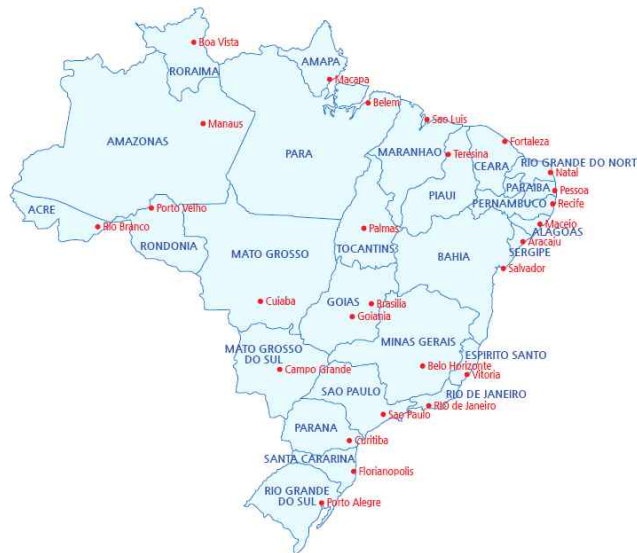 Boa Vista
RORAIMA
AMAPA
Macapa
Belem
Sao Luis
Manaus
AMAZONAS
PARA
MARANHAO
Teresina
Fortaleza
CEARA
RIO GRANDE DO NORT
Natal
PARAIBA
Pessoa
PIAUI
PERNAMBUCO
Recife
ACRE
Porto Velho
Rio Branco
RONDONIA
MATO GROSSO
Palmas
TOCANTINS
BAHIA
Maceio
ALAGOAS
Aracaju
SERGIPE
Salvador
Cuiaba
GOIAS
Brasilia
Goiania
MINAS GERAIS
MATO GROSSO
DO SUL
Campo Grande
Belo Horizonte
ESPIRITO SANTO
Vitoria
SAO PAULO
RIO DE JANEIRO
RIO de Janeiro
Sao Paulo
PARANA
Curitiba
SANTA CARARINA
Florianopolis
RIO GRANDE
DO SUL
Porto Alegre